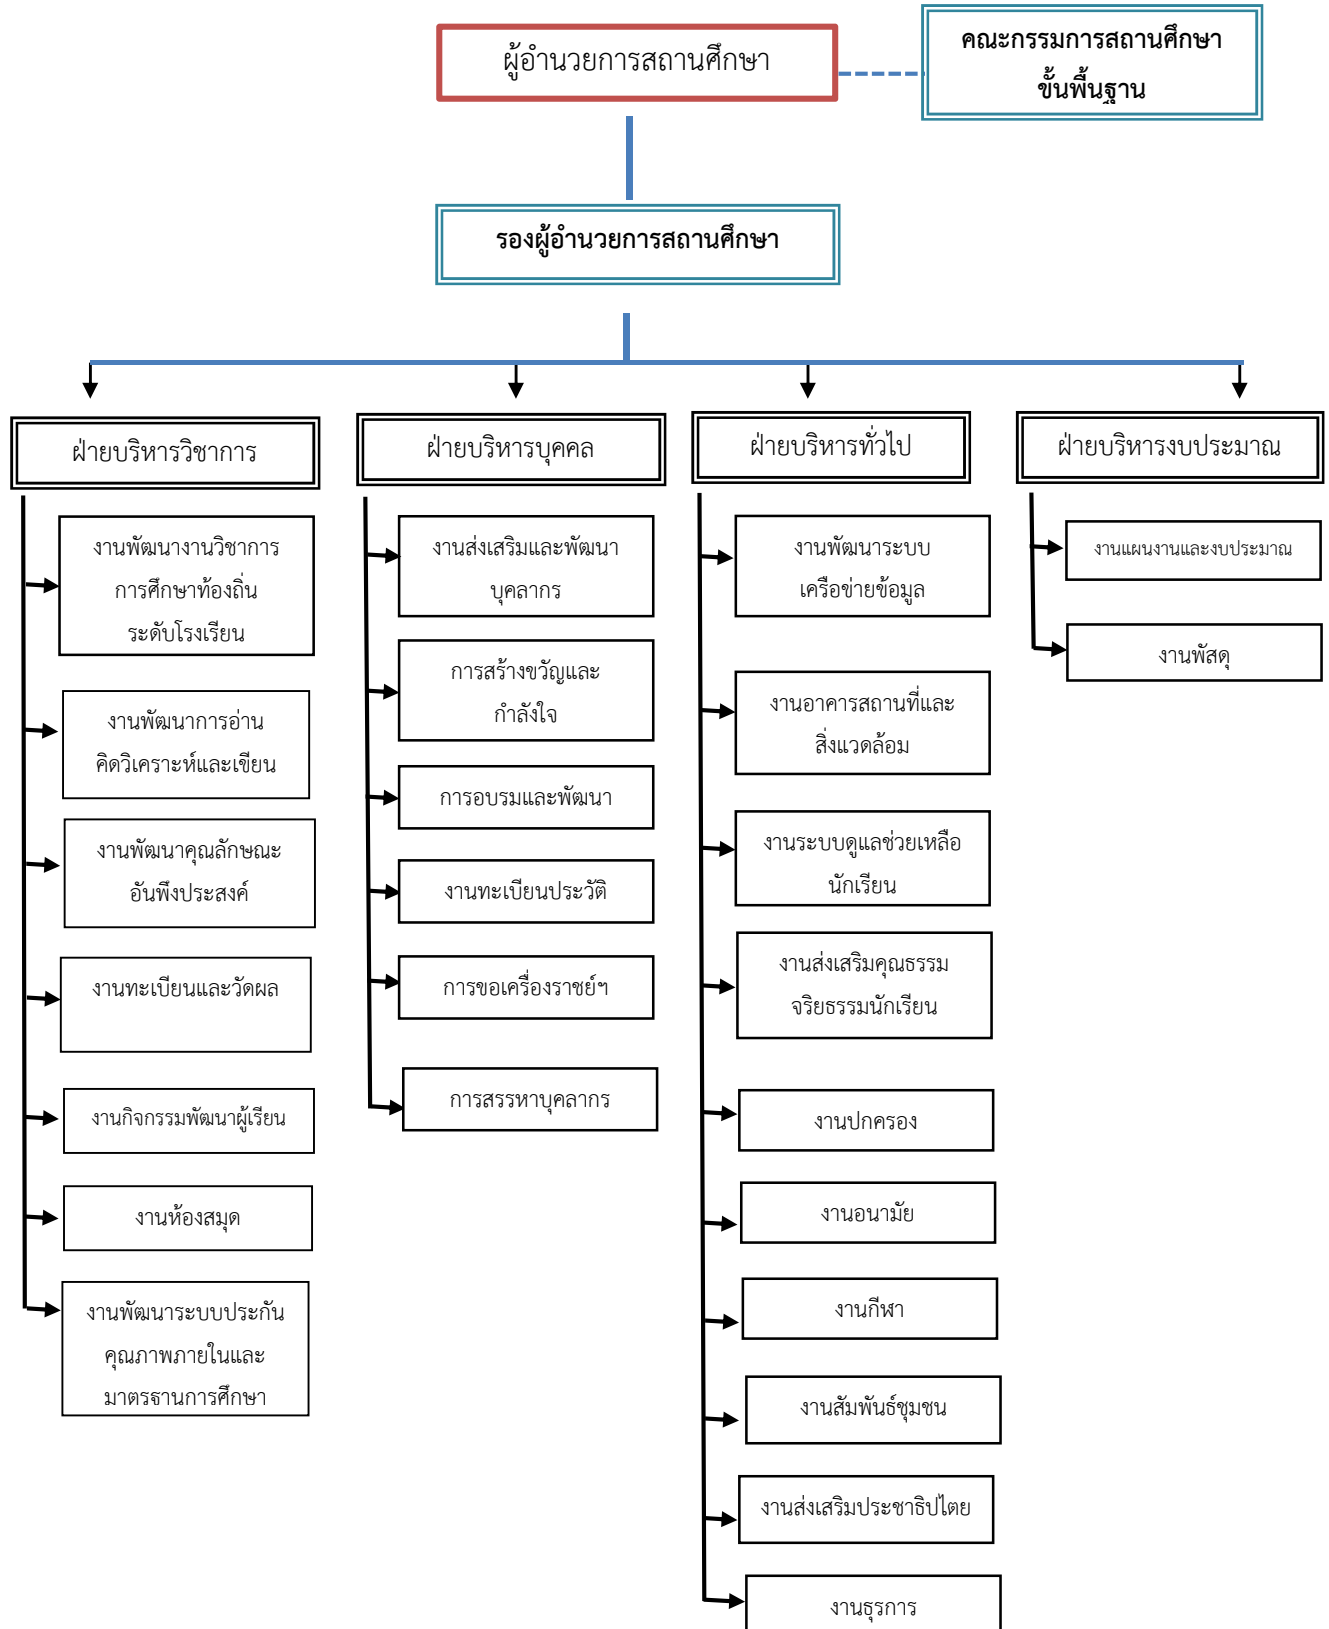 ผู้อำนวยการสถานศึกษา
คณะกรรมการสถานศึกษา
ขั้นพื้นฐาน
รองผู้อำนวยการสถานศึกษา
ฝ่ายบริหารวิชาการ
งานพัฒนางานวิชาการ
การศึกษาท้องถิ่น
ระดับโรงเรียน
งานพัฒนาการอ่าน
คิดวิเคราะห์และเขียน
งานพัฒนาคุณลักษณะ
อันพึงประสงค์
งานทะเบียนและวัดผล
งานกิจกรรมพัฒนาผู้เรียน
งานห้องสมุด
งานพัฒนาระบบประกัน
คุณภาพภายในและ
มาตรฐานการศึกษา
ฝ่ายบริหารบุคคล
งานส่งเสริมและพัฒนา
บุคลากร
การสร้างขวัญและ
กำลังใจ
การอบรมและพัฒนา
งานทะเบียนประวัติ
การขอเครื่องราชย์ฯ
การสรรหาบุคลากร
ฝ่ายบริหารทั่วไป
งานพัฒนาระบบ
เครือข่ายข้อมูล
งานอาคารสถานที่และ
สิ่งแวดล้อม
งานระบบดูแลช่วยเหลือ
นักเรียน
งานส่งเสริมคุณธรรม
จริยธรรมนักเรียน
งานปกครอง
งานอนามัย
งานกีฬา
งานสัมพันธ์ชุมชน
งานส่งเสริมประชาธิปไตย
งานธุรการ
ฝ่ายบริหารงบประมาณ
งานแผนงานและงบประมาณ
งานพัสดุ